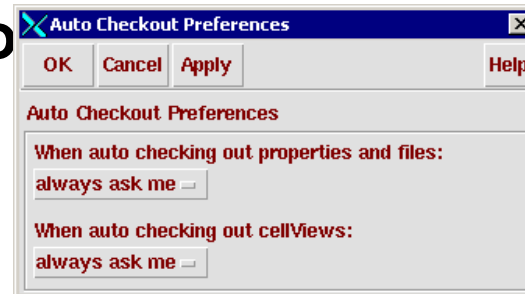 Auto Checkout Preferences
OK Cancel Apply Help
Auto Checkout Preferences
When auto checking out properties and files:
always ask me
When auto checking out cellViews:
always ask me